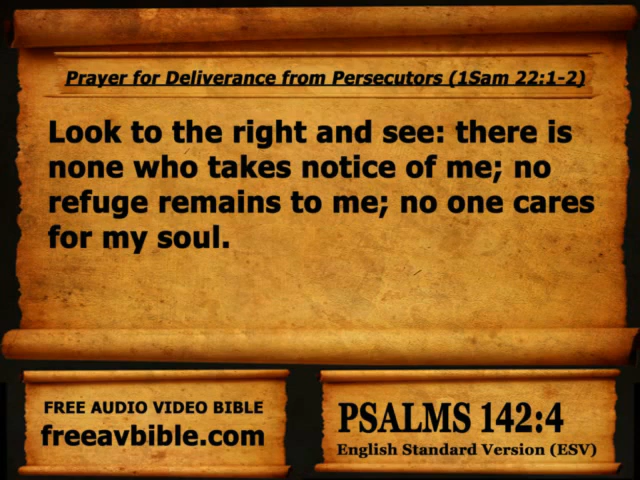 Prayer for Deliverance from Persecutors (1Sam 22:1-2)
Look to the right and see: there is
none who takes notice of me; no
refuge remains to me; no one cares
for my soul.
FREE AUDIO VIDEO BIBLE
freeavbible.com
PSALMS 142:4
English Standard Version (ESV)